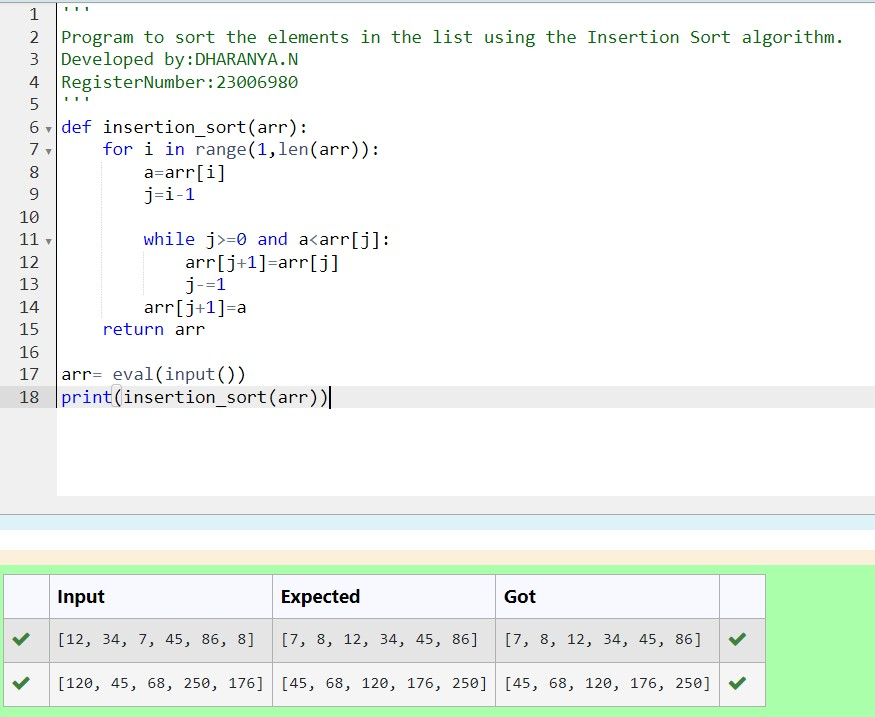 1 '''
2 Program to sort the elements in the list using the Insertion Sort algorithm.
3 Developed by:DHARANYA.N
4 RegisterNumber:23006980
5 '''
6 def insertion_sort(arr):
7     for i in range(1,len(arr)):
8         a=arr[i]
9         j=i-1
10
11         while j>=0 and a<arr[j]:
12             arr[j+1]=arr[j]
13             j-=1
14         arr[j+1]=a
15     return arr
16
17 arr= eval(input())
18 print(insertion_sort(arr))
Input Expected Got
[12, 34, 7, 45, 86, 8] [7, 8, 12, 34, 45, 86] [7, 8, 12, 34, 45, 86]
[120, 45, 68, 250, 176] [45, 68, 120, 176, 250] [45, 68, 120, 176, 250]